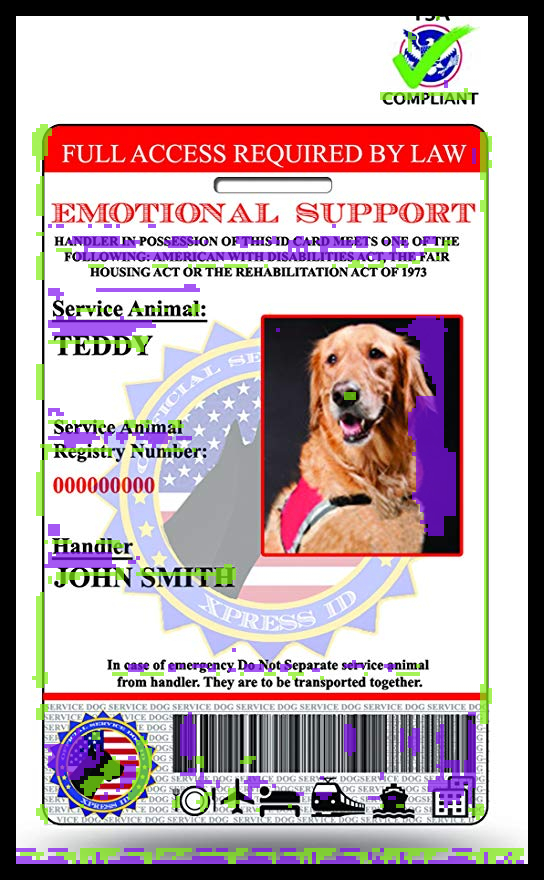 TSA
COMPLIANT
FULL ACCESS REQUIRED BY LAW
EMOTIONAL SUPPORT
HANDLER IN POSSESSION OF THIS ID CARD MEETS ONE OF THE
FOLLOWING: AMERICAN WITH DISABILITIES ACT, THE FAIR
HOUSING ACT OR THE REHABILITATION ACT OF 1973
Service Animal:
TEDDY
Service Animal
Registry Number:
000000000
Handler
JOHN SMITH
XPRESS ID
In case of emergency Do Not Separate service animal
from handler. They are to be transported together.
SERVICE DOG SERVICE DOG SERVICE DOG SERVICE DOG SERVICE DOG SERVICE DOG
XPRESS ID